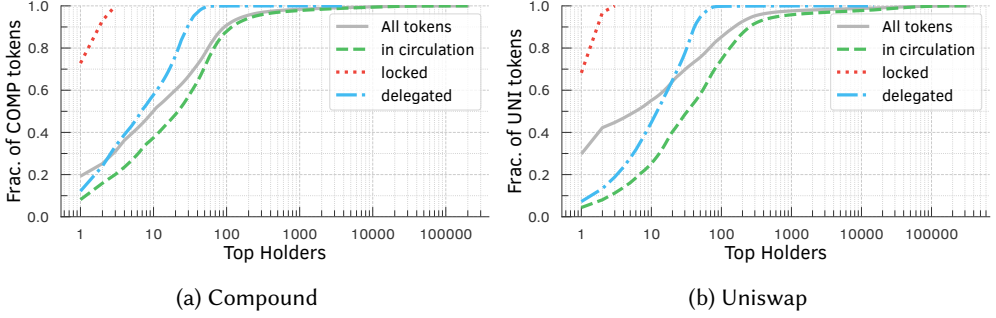 Frac. of COMP tokens
1.0
0.8
0.6
0.4
0.2
0.0
All tokens
in circulation
locked
delegated
1 10 100 1000 10000 100000
Top Holders
(a) Compound
Frac. of UNI tokens
1.0
0.8
0.6
0.4
0.2
0.0
All tokens
in circulation
locked
delegated
1 10 100 1000 10000 100000
Top Holders
(b) Uniswap